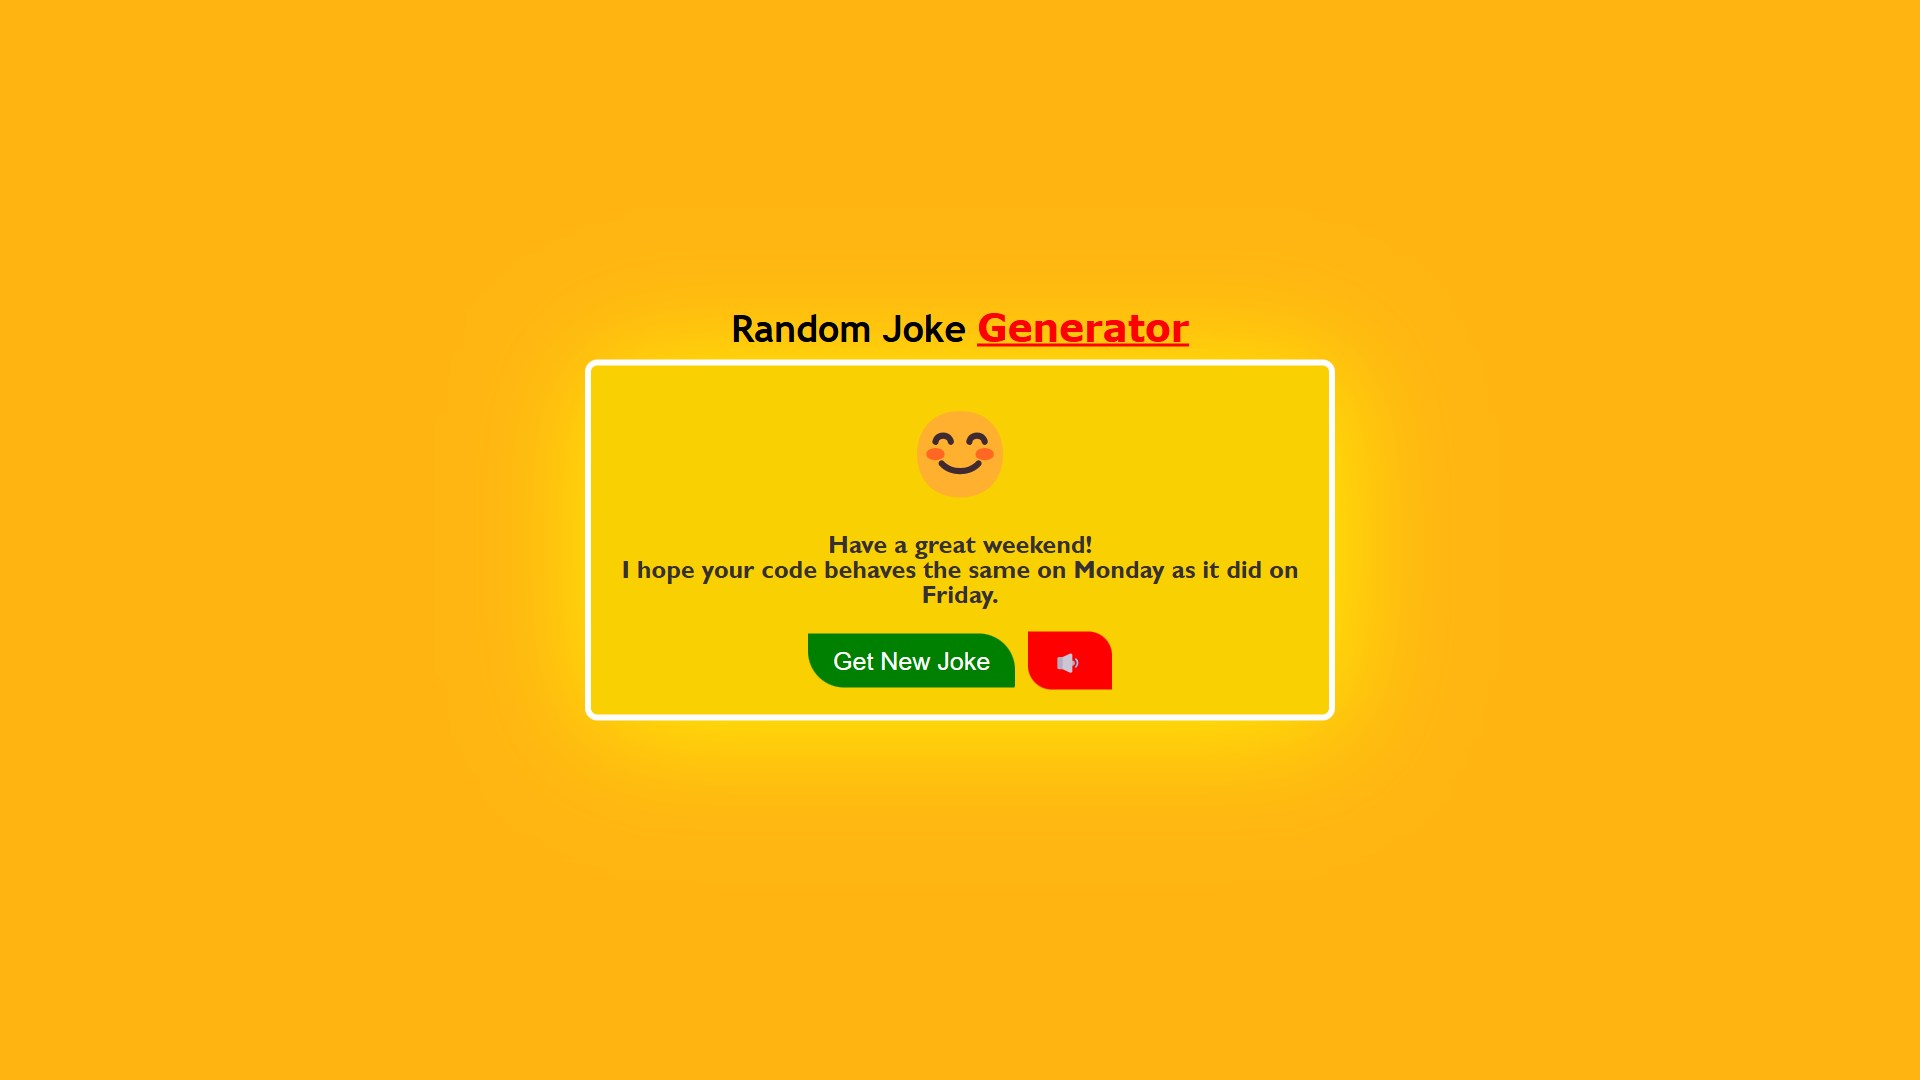 Random Joke Generator
Have a great weekend!
I hope your code behaves the same on Monday as it did on
Friday.
Get New Joke